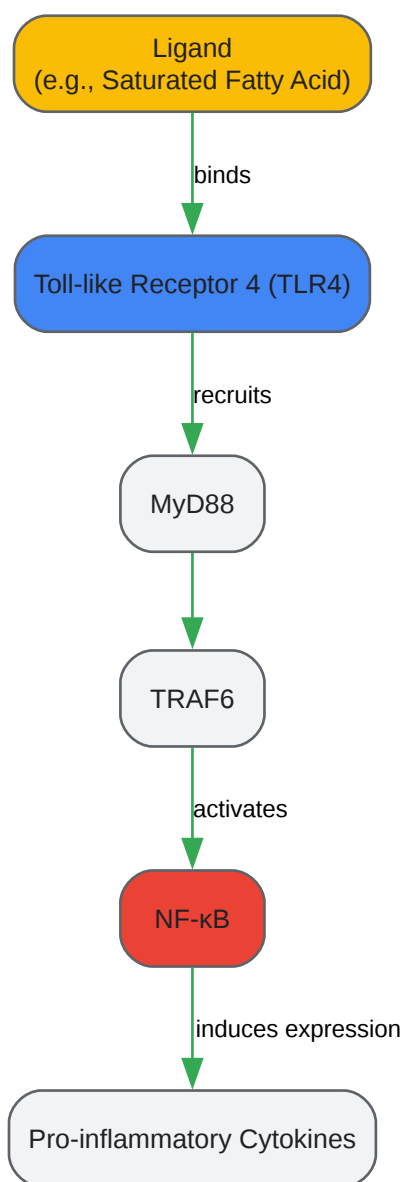 Ligand
(e.g., Saturated Fatty Acid)
binds
Toll-like Receptor 4 (TLR4)
recruits
MyD88
TRAF6
activates
NF-κB
induces expression
Pro-inflammatory Cytokines